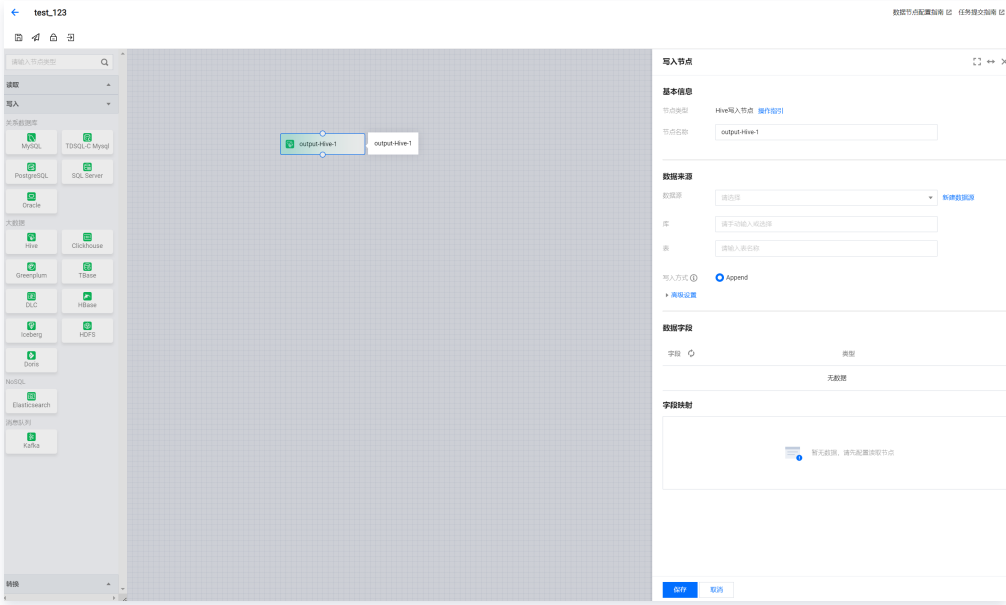 test_123
数据节点配置指南
任务提交指南
请输入节点类型
读取
写入
关系数据库
MySQL
TDSQL-C Mysql
PostgreSQL
SQL Server
Oracle
大数据
Hive
Clickhouse
Greenplum
TBase
DLC
HBase
Iceberg
HDFS
Doris
NoSQL
Elasticsearch
消息队列
Kafka
转换
output-Hive-1
output-Hive-1
写入节点
基本信息
节点类型 Hive写入节点 操作指引
节点名称 output-Hive-1
数据来源
数据源 请选择 新建数据源
库 请手动输入或选择
表 请输入表名称
写入方式 Append
高级设置
数据字段
字段 类型
无数据
字段映射
暂无数据，请先配置读取节点
保存 取消